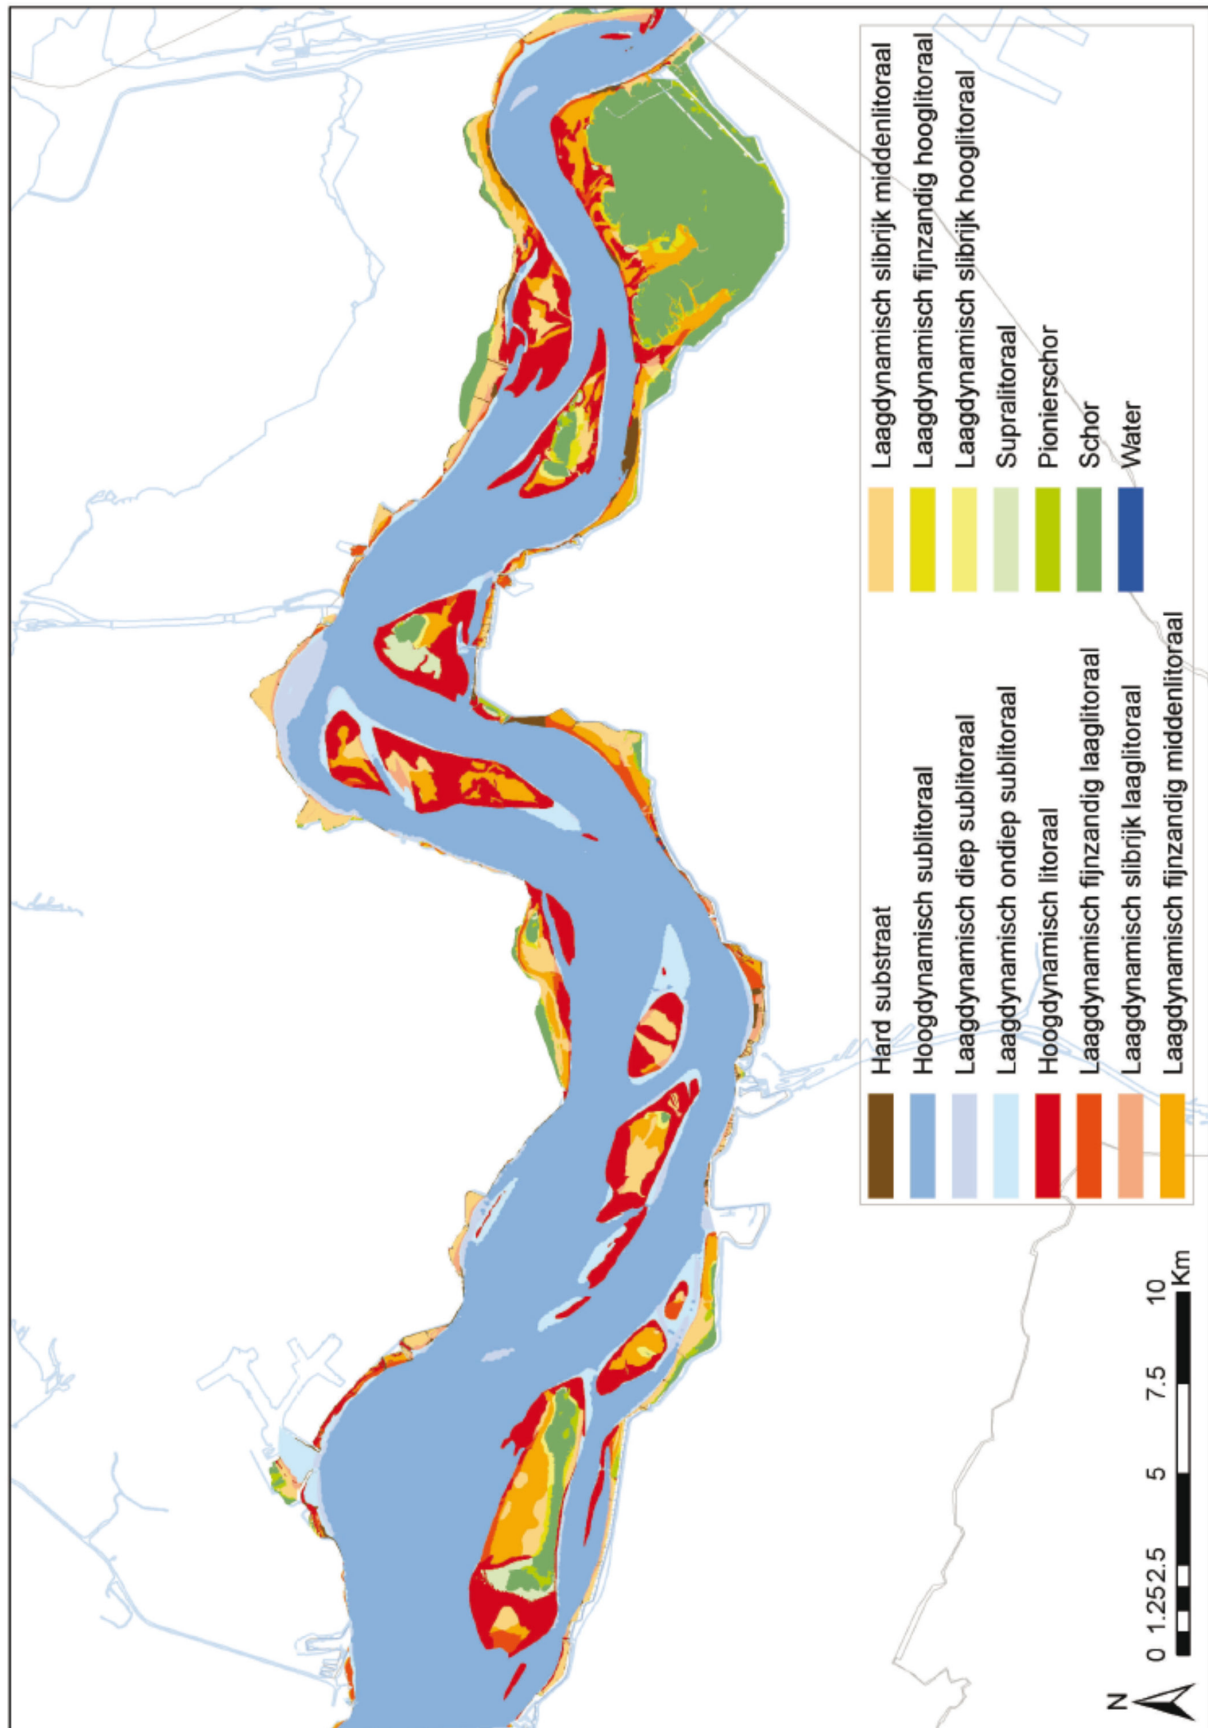 Hard substraat
Hoogdynamisch sublitoraal
Laagdynamisch diep sublitoraal
Laagdynamisch ondiep sublitoraal
Hoogdynamisch litoraal
Laagdynamisch fijnzandig laaglitoraal
Laagdynamisch slibrijk laaglitoraal
Laagdynamisch fijnzandig middenlitoraal
Laagdynamisch slibrijk middenlitoraal
Laagdynamisch fijnzandig hooglitoraal
Laagdynamisch slibrijk hooglitoraal
Supralitoraal
Pionierschor
Schor
Water
N
0 1.252.5 5 7.5 10
Km